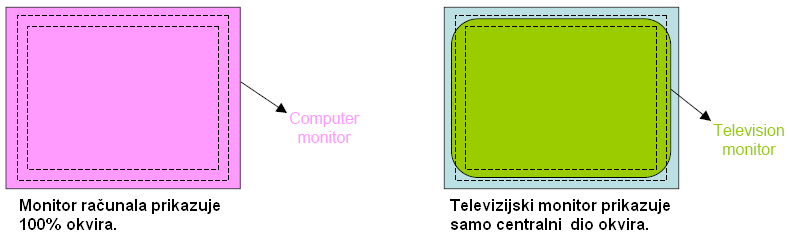 Computer
monitor
Monitor računala prikazuje
100% okvira.
Television
monitor
Televizijski monitor prikazuje
samo centralni dio okvira.